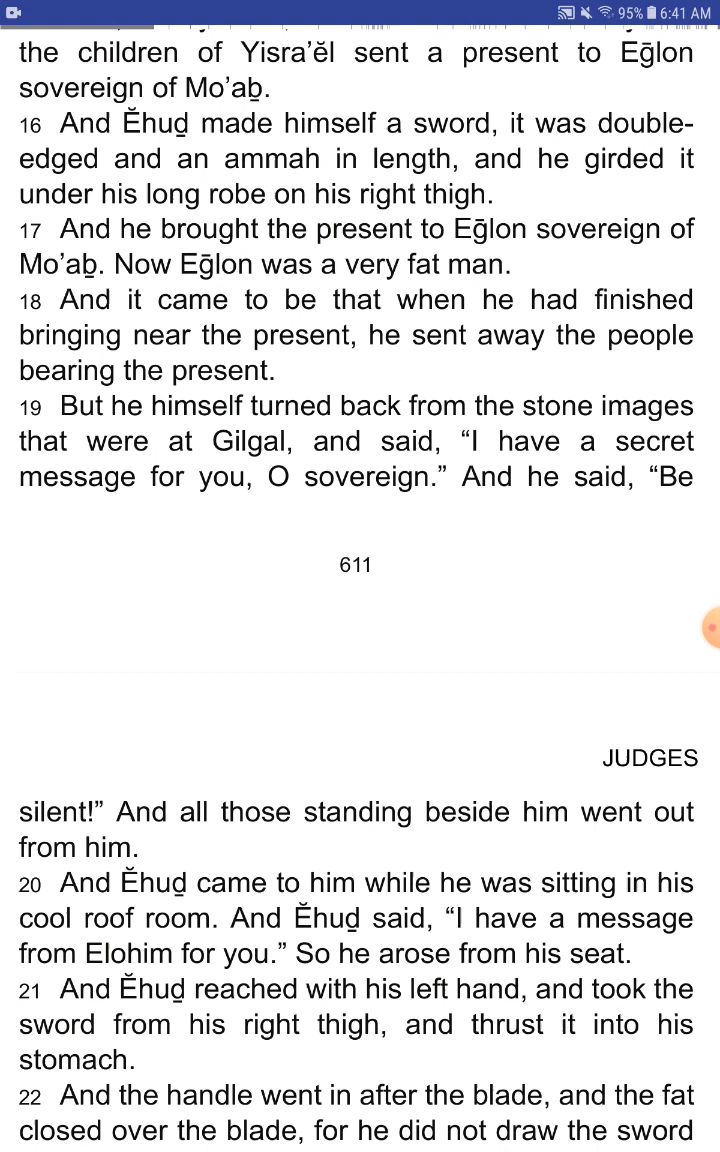 95% 6:41 AM
the children of Yisra’ĕl sent a present to Eḡlon
sovereign of Mo’aḇ.
16 And Ĕhuḏ made himself a sword, it was double-
edged and an ammah in length, and he girded it
under his long robe on his right thigh.
17 And he brought the present to Eḡlon sovereign of
Mo’aḇ. Now Eḡlon was a very fat man.
18 And it came to be that when he had finished
bringing near the present, he sent away the people
bearing the present.
19 But he himself turned back from the stone images
that were at Gilgal, and said, “I have a secret
message for you, O sovereign.” And he said, “Be
611
JUDGES
silent!” And all those standing beside him went out
from him.
20 And Ĕhuḏ came to him while he was sitting in his
cool roof room. And Ĕhuḏ said, “I have a message
from Elohim for you.” So he arose from his seat.
21 And Ĕhuḏ reached with his left hand, and took the
sword from his right thigh, and thrust it into his
stomach.
22 And the handle went in after the blade, and the fat
closed over the blade, for he did not draw the sword